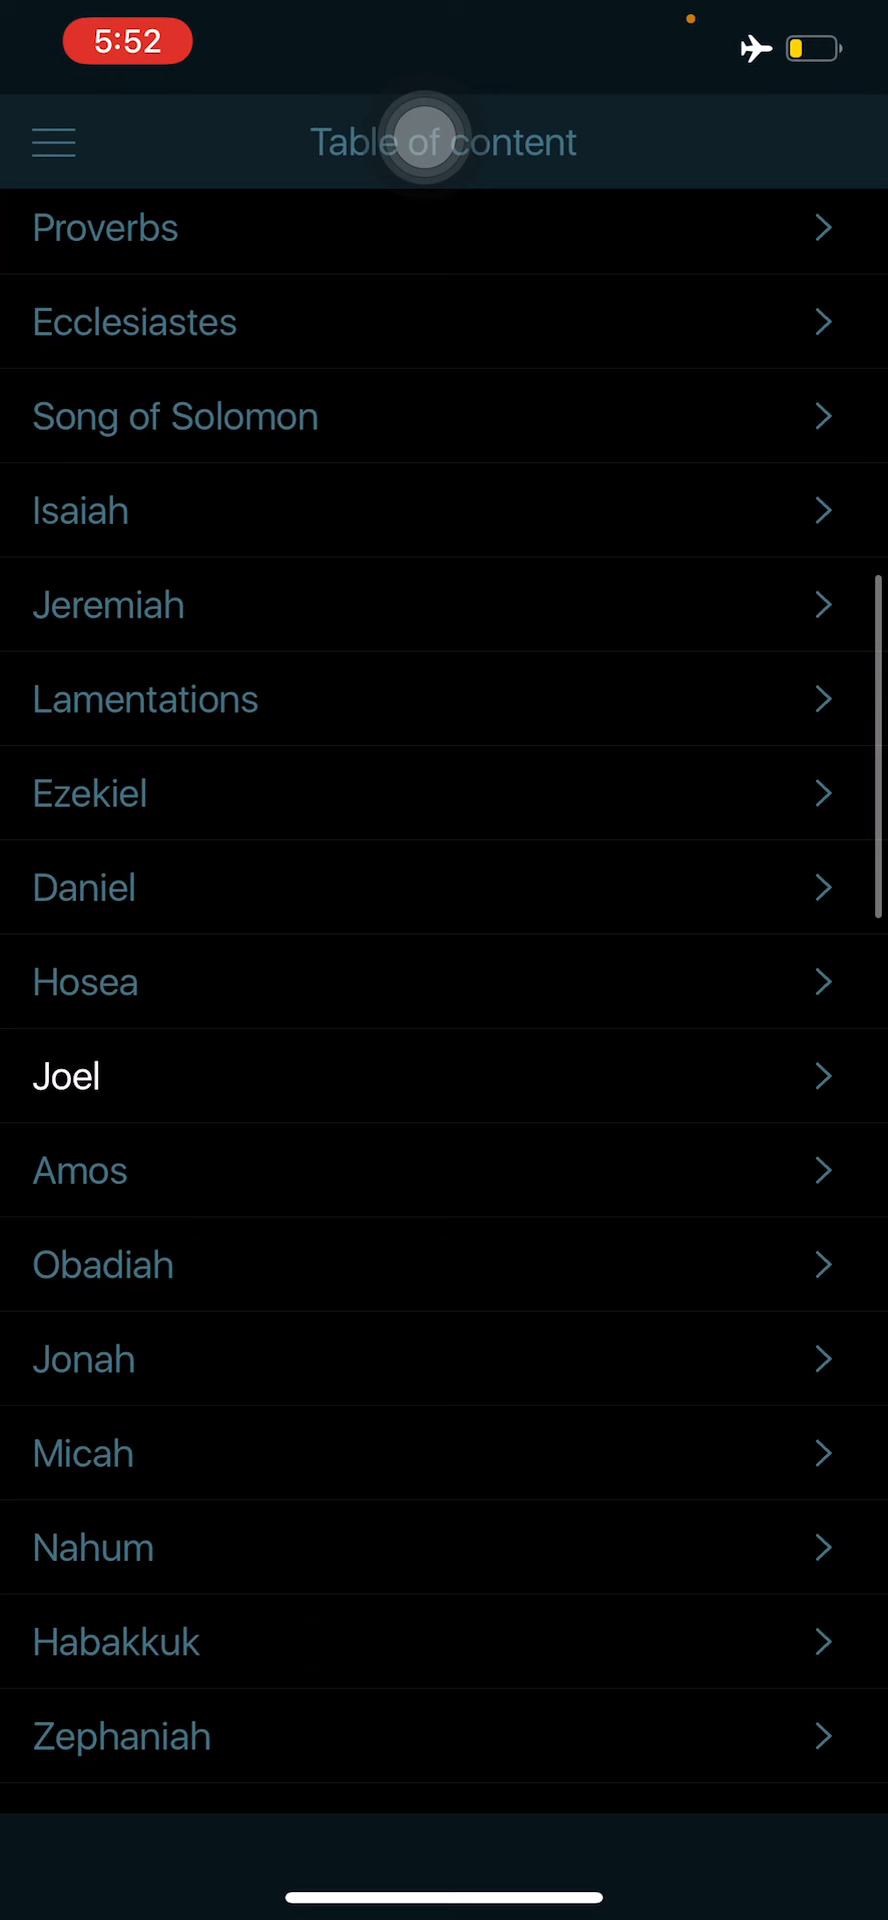 5:52
Table of content
Proverbs
Ecclesiastes
Song of Solomon
Isaiah
Jeremiah
Lamentations
Ezekiel
Daniel
Hosea
Joel
Amos
Obadiah
Jonah
Micah
Nahum
Habakkuk
Zephaniah